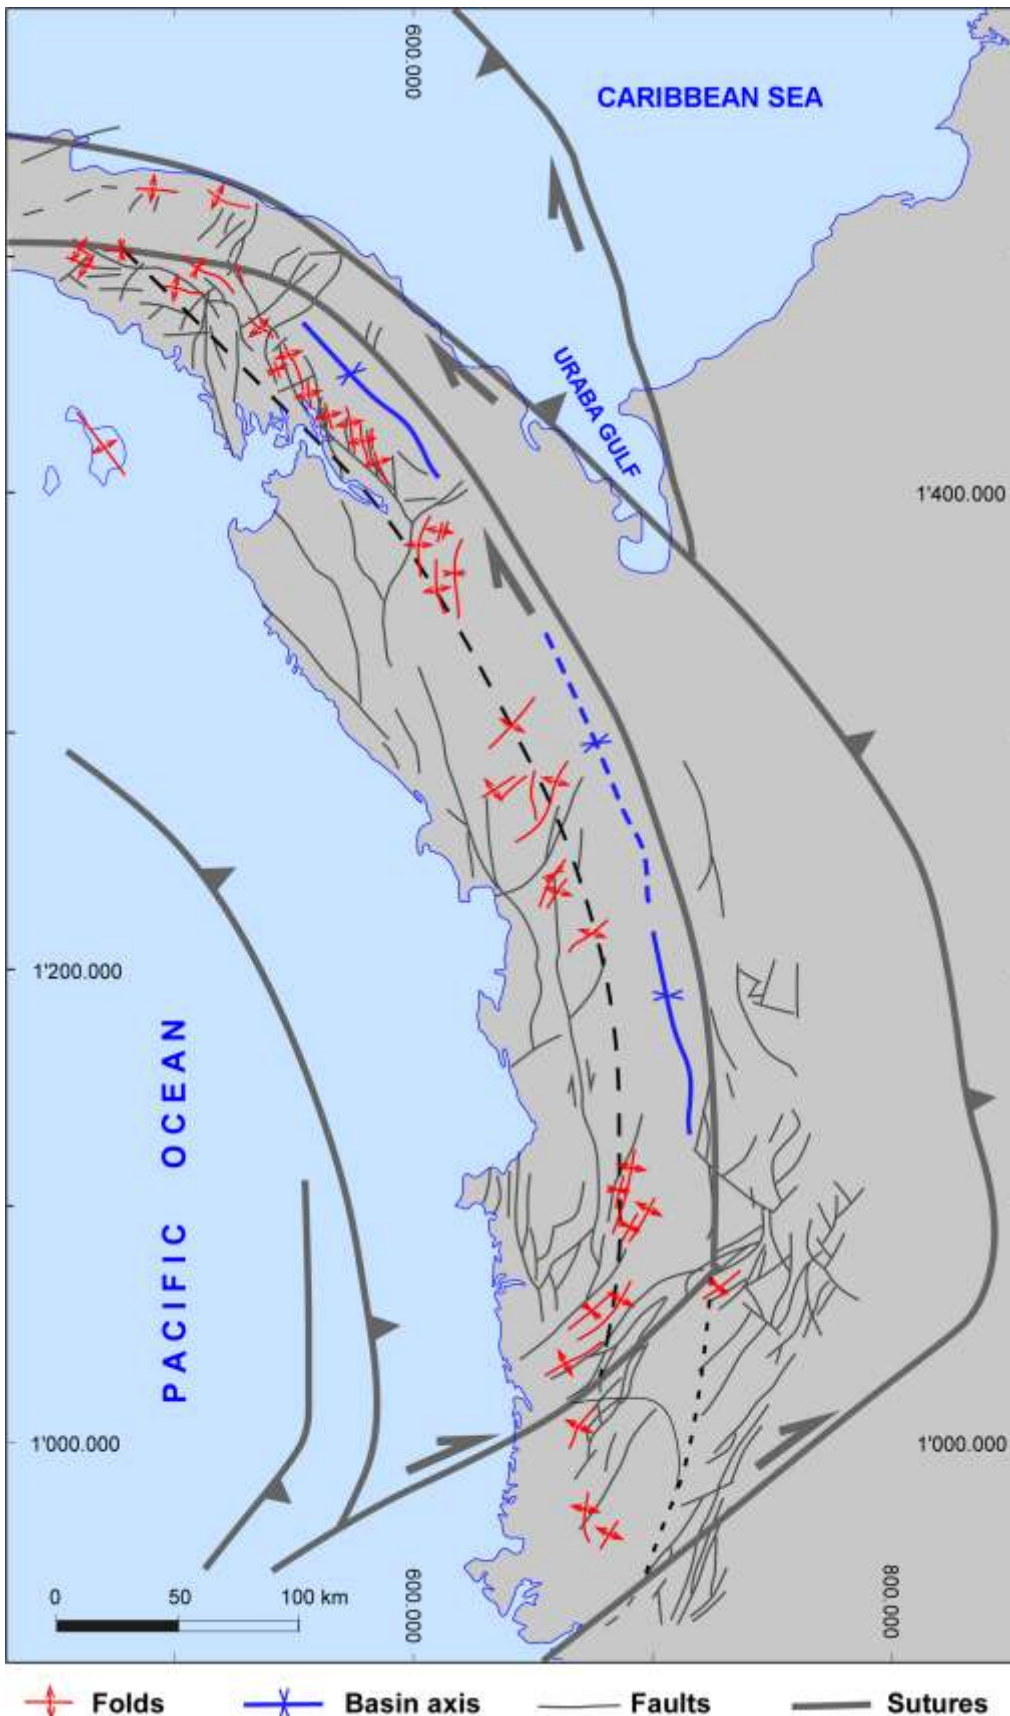 600.000
CARIBBEAN SEA
URABA GULF
1'400.000
1'200.000
PACIFIC OCEAN
1'000.000
1'000.000
0 50 100 km
600.000
800.000
Folds Basin axis Faults Sutures